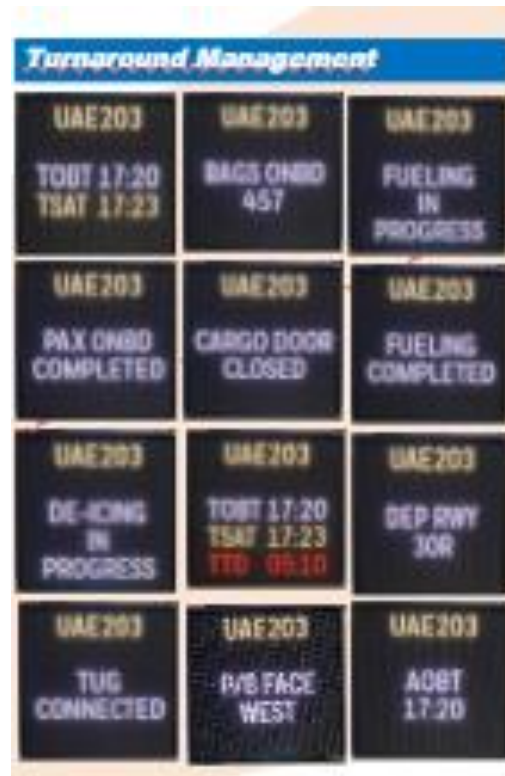 Turnaround Management
UAE203
TOBT 17:20
TSAT 17:23
UAE203
BAGS ONBD
457
UAE203
FUELING
IN
PROGRESS
UAE203
PAX ONBD
COMPLETED
UAE203
CARGO DOOR
CLOSED
UAE203
FUELING
COMPLETED
UAE203
DE-ICING
IN
PROGRESS
UAE203
TOBT 17:20
TSAT 17:23
05:10
UAE203
DEP RWY
30R
UAE203
TUG
CONNECTED
UAE203
P/B FACE
WEST
UAE203
AOBT
17:20